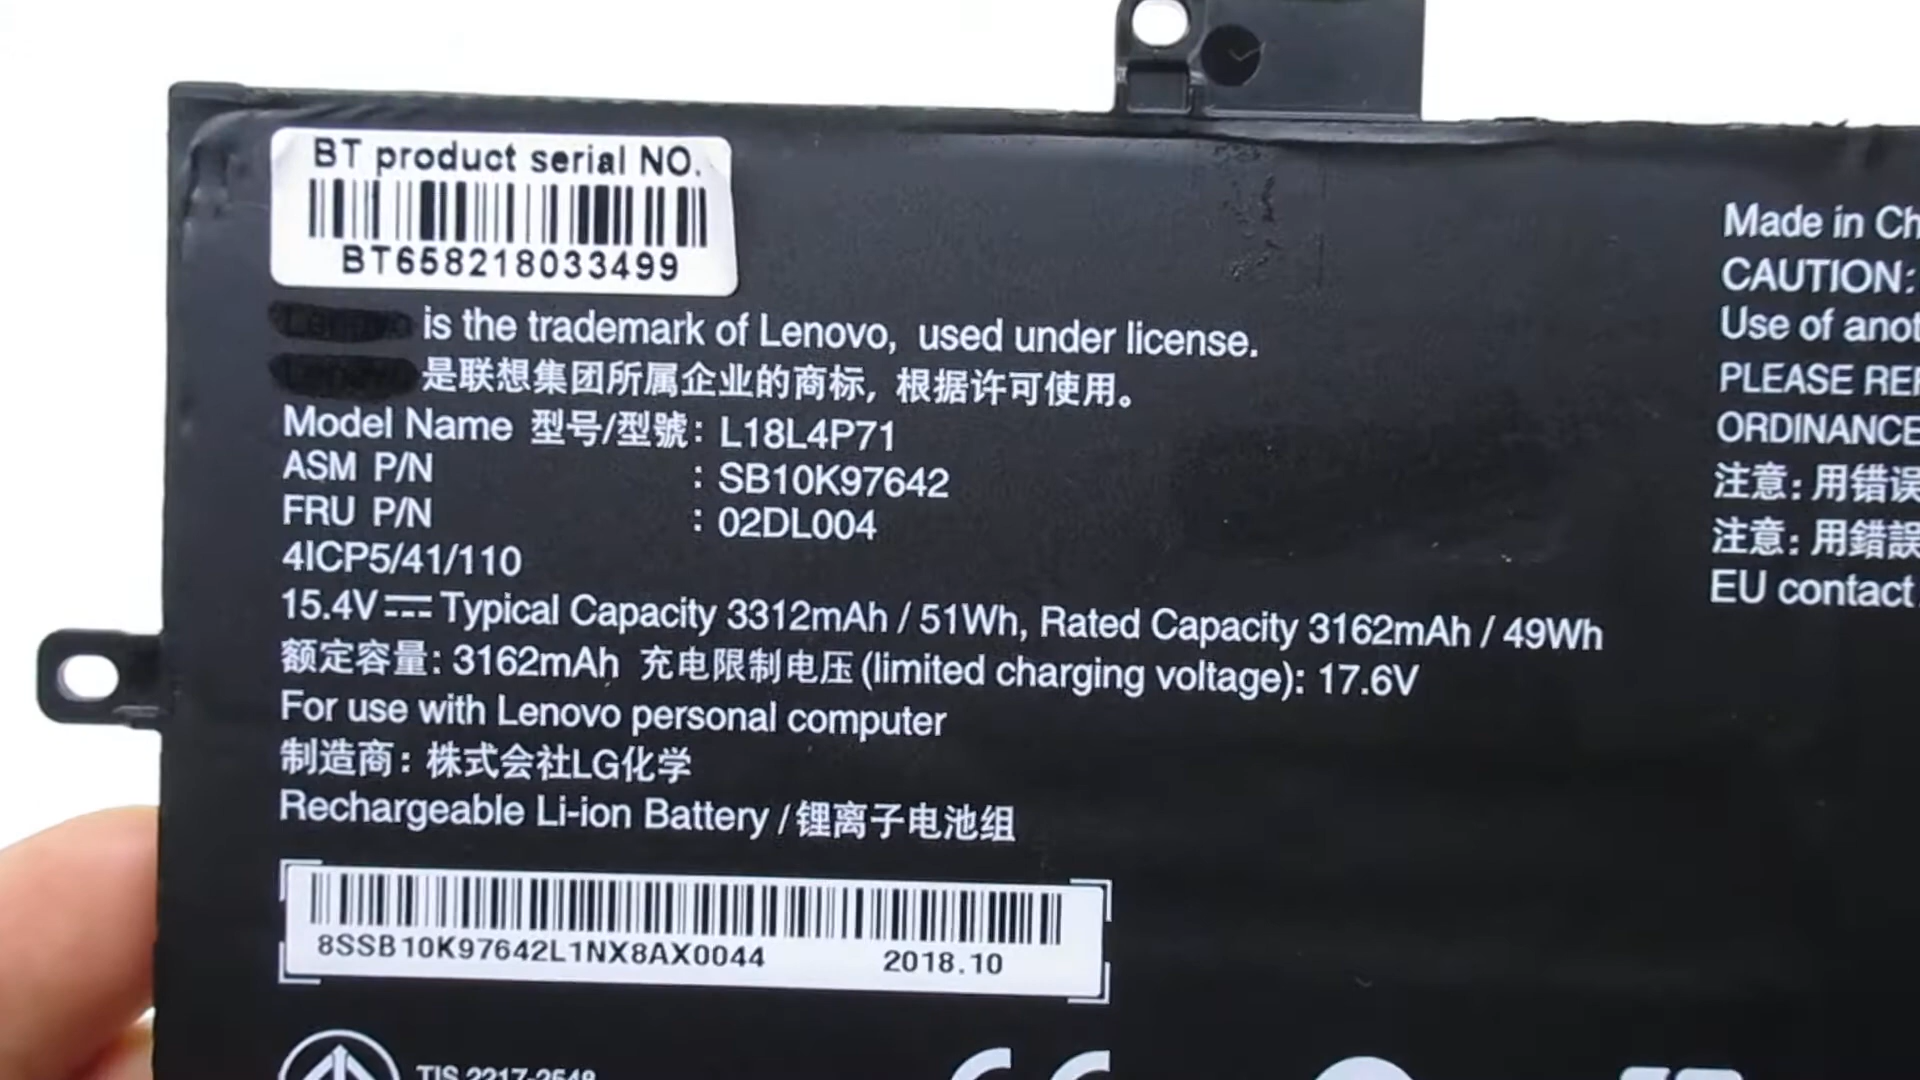 BT product serial NO.
BT658218033499
Lenovo is the trademark of Lenovo, used under license.
Lenovo 是联想集团所属企业的商标, 根据许可使用。
Model Name 型号/型號: L18L4P71
ASM P/N : SB10K97642
FRU P/N : 02DL004
4ICP5/41/110
15.4V⎓Typical Capacity 3312mAh / 51Wh, Rated Capacity 3162mAh / 49Wh
额定容量: 3162mAh 充电限制电压(limited charging voltage): 17.6V
For use with Lenovo personal computer
制造商: 株式会社LG化学
Rechargeable Li-ion Battery / 锂离子电池组
8SSB10K97642L1NX8AX0044 2018.10
TIS 2217-2548
CE
Made in Ch
CAUTION:
Use of anot
PLEASE REF
ORDINANCE
注意: 用错误
注意: 用錯誤
EU contact